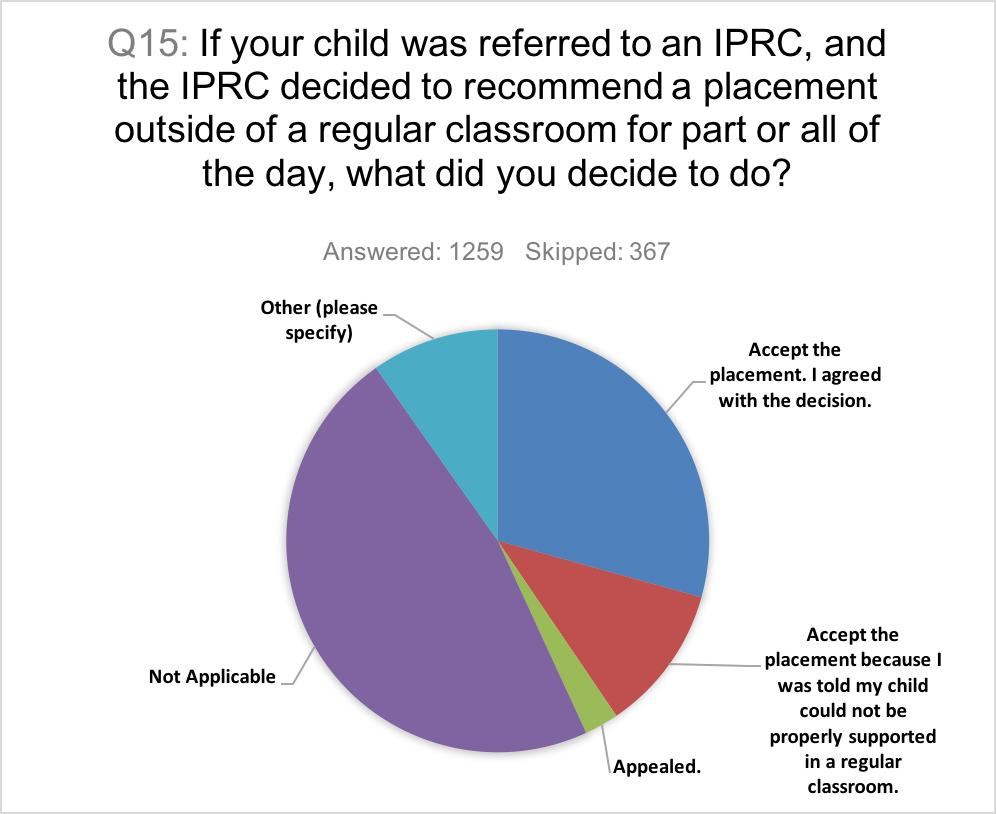 Q15: If your child was referred to an IPRC, and
the IPRC decided to recommend a placement
outside of a regular classroom for part or all of
the day, what did you decide to do?
Answered: 1259 Skipped: 367
Other (please
specify)
Accept the
placement. I agreed
with the decision.
Accept the
placement because I
was told my child
could not be
properly supported
in a regular
classroom.
Not Applicable
Appealed.